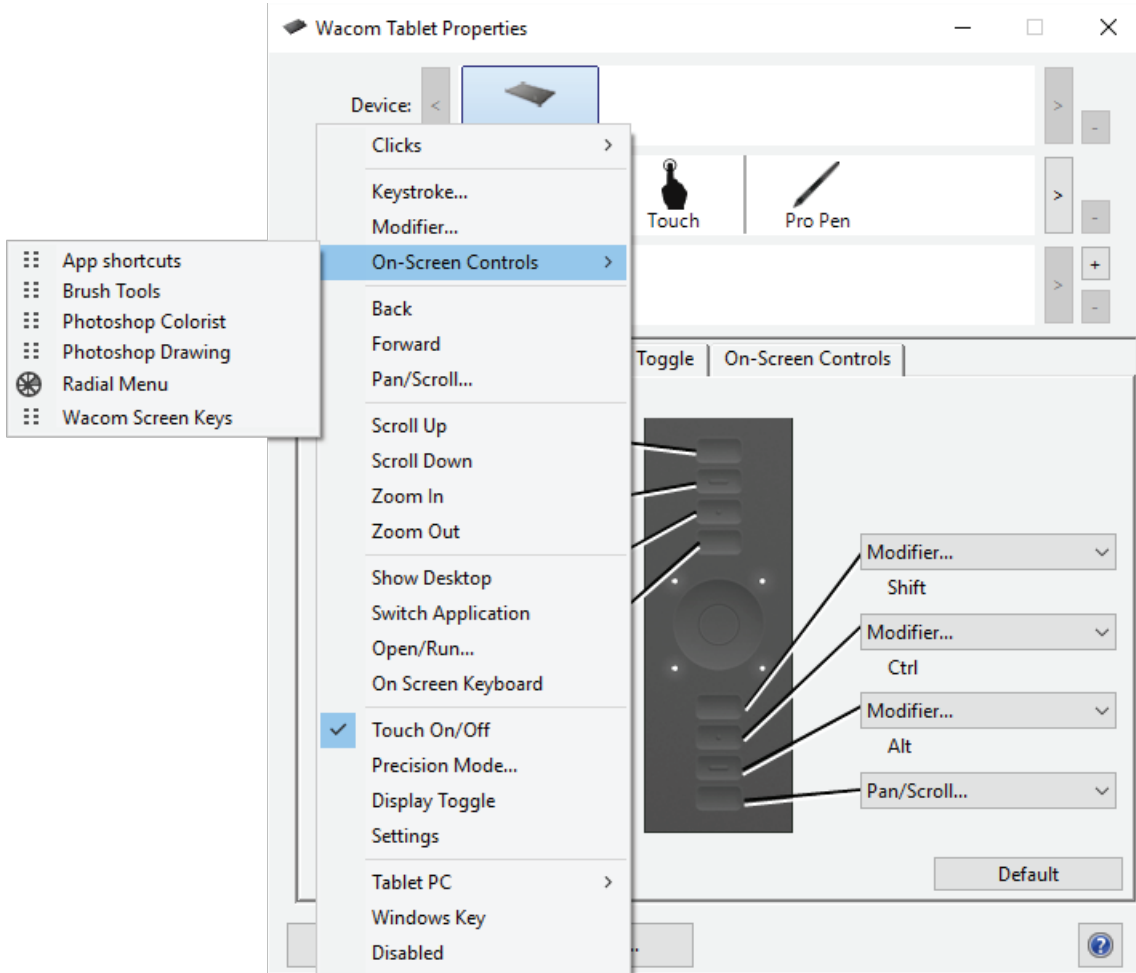 Wacom Tablet Properties
Device:
Touch
Pro Pen
Clicks
Keystroke...
Modifier...
On-Screen Controls
Back
Forward
Pan/Scroll...
Scroll Up
Scroll Down
Zoom In
Zoom Out
Show Desktop
Switch Application
Open/Run...
On Screen Keyboard
Touch On/Off
Precision Mode...
Display Toggle
Settings
Tablet PC
Windows Key
Disabled
App shortcuts
Brush Tools
Photoshop Colorist
Photoshop Drawing
Radial Menu
Wacom Screen Keys
Toggle
On-Screen Controls
Modifier...
Shift
Modifier...
Ctrl
Modifier...
Alt
Pan/Scroll...
Default